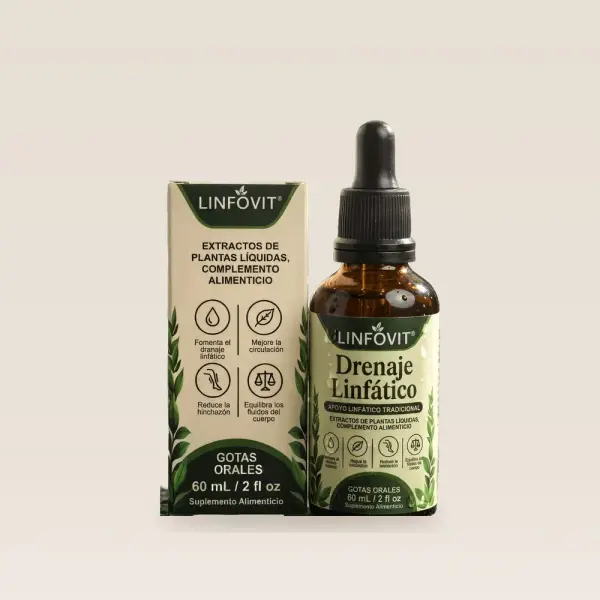 LINFOVIT®
EXTRACTOS DE
PLANTAS LÍQUIDAS,
COMPLEMENTO
ALIMENTICIO
Fomenta el
drenaje
linfático
Mejore la
circulación
Reduce la
hinchazón
Equilibra los
fluidos del
cuerpo
GOTAS
ORALES
60 mL / 2 fl oz
Suplemento Alimenticio
LINFOVIT®
Drenaje
Linfático
APOYO LINFÁTICO TRADICIONAL
EXTRACTOS DE PLANTAS LÍQUIDAS,
COMPLEMENTO ALIMENTICIO
GOTAS ORALES
60 mL / 2 fl oz
Suplemento Alimenticio